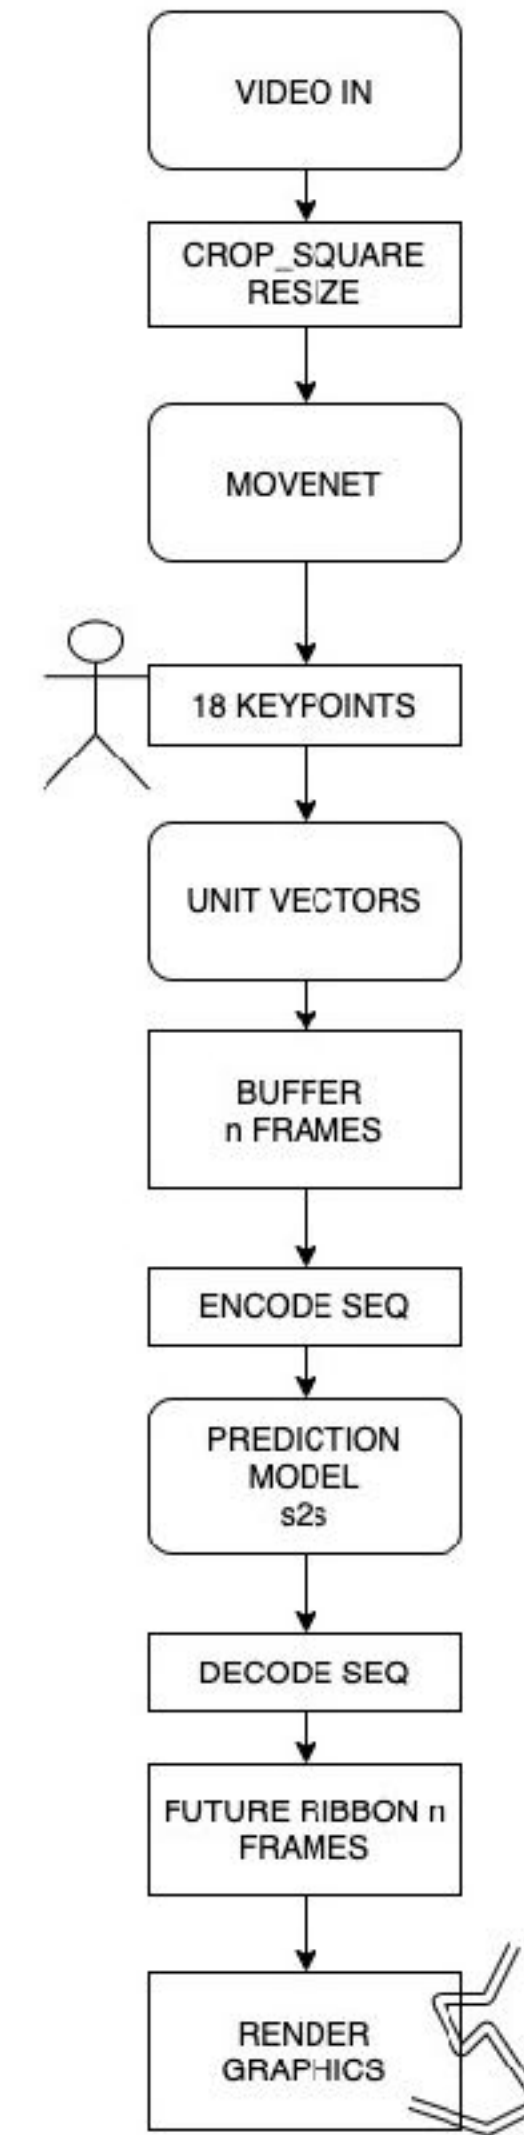 VIDEO IN
CROP_SQUARE
RESIZE
MOVENET
18 KEYPOINTS
UNIT VECTORS
BUFFER
n FRAMES
ENCODE SEQ
PREDICTION
MODEL
s2s
DECODE SEQ
FUTURE RIBBON n
FRAMES
RENDER
GRAPHICS